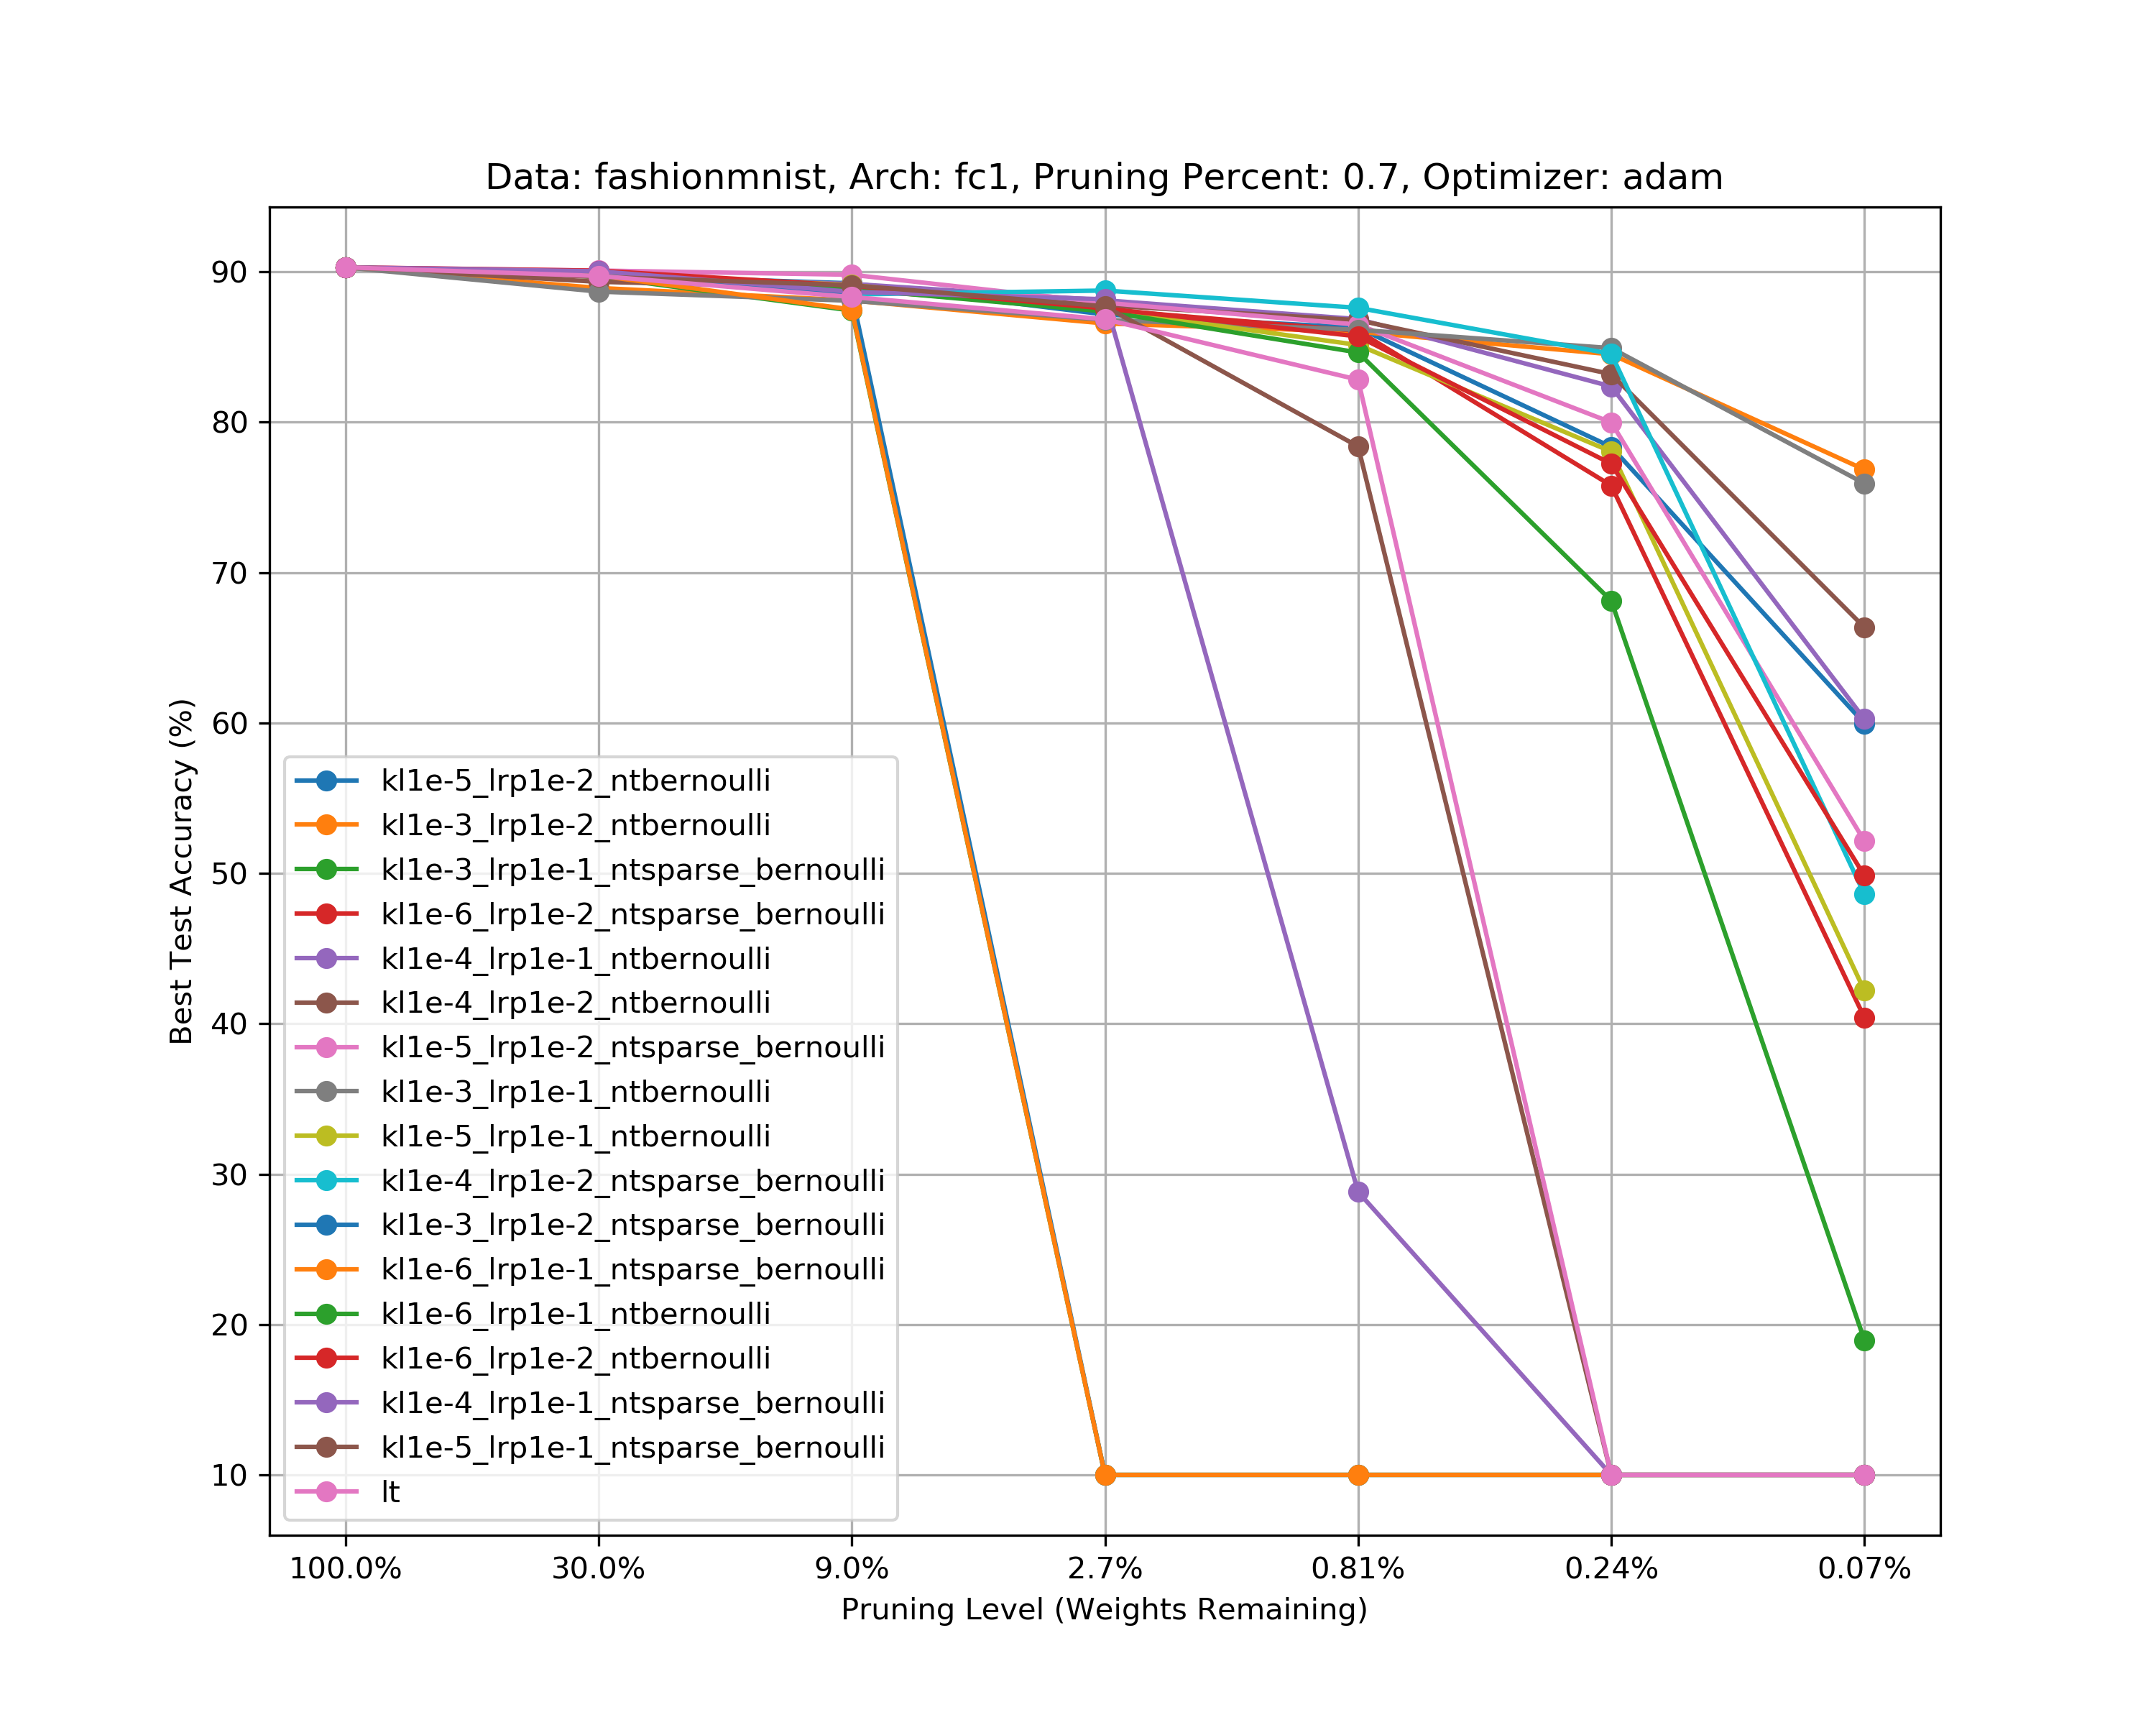 Data: fashionmnist, Arch: fc1, Pruning Percent: 0.7, Optimizer: adam
Best Test Accuracy (%)
90
80
70
60
50
40
30
20
10
kl1e-5_lrp1e-2_ntbernoulli
kl1e-3_lrp1e-2_ntbernoulli
kl1e-3_lrp1e-1_ntsparse_bernoulli
kl1e-6_lrp1e-2_ntsparse_bernoulli
kl1e-4_lrp1e-1_ntbernoulli
kl1e-4_lrp1e-2_ntbernoulli
kl1e-5_lrp1e-2_ntsparse_bernoulli
kl1e-3_lrp1e-1_ntbernoulli
kl1e-5_lrp1e-1_ntbernoulli
kl1e-4_lrp1e-2_ntsparse_bernoulli
kl1e-3_lrp1e-2_ntsparse_bernoulli
kl1e-6_lrp1e-1_ntsparse_bernoulli
kl1e-6_lrp1e-1_ntbernoulli
kl1e-6_lrp1e-2_ntbernoulli
kl1e-4_lrp1e-1_ntsparse_bernoulli
kl1e-5_lrp1e-1_ntsparse_bernoulli
lt
100.0% 30.0% 9.0% 2.7% 0.81% 0.24% 0.07%
Pruning Level (Weights Remaining)